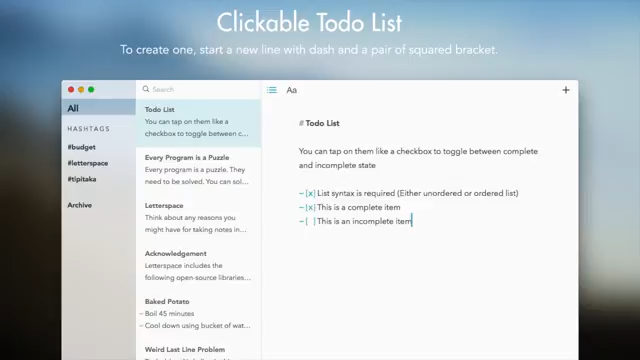 Clickable Todo List
To create one, start a new line with dash and a pair of squared bracket.
All
HASHTAGS
#budget
#letterspace
#tipitaka
Archive
Search
Todo List
You can tap on them like a
checkbox to toggle between c...
Every Program is a Puzzle
Every program is a puzzle. They
need to be solved. You can sol...
Letterspace
Think about any reasons you
might have for taking notes in...
Acknowledgement
Letterspace includes the
following open-source libraries...
Baked Potato
– Boil 45 minutes
– Cool down using bucket of wat...
Weird Last Line Problem
Aa
+
# Todo List
You can tap on them like a checkbox to toggle between complete
and incomplete state
– [x] List syntax is required (Either unordered or ordered list)
– [x] This is a complete item
– [ ] This is an incomplete item